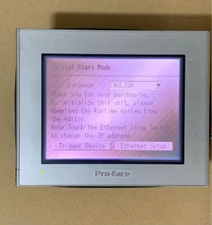 Initial Start Mode
Language ENGLISH
Thank you for your purchasing.
To initialize this unit, please
download the Runtime system from
the editor.
Note:Touch the Ethernet Setup Switch
to change the IP address.
Trigger Device Ethernet Setup
Pro-face